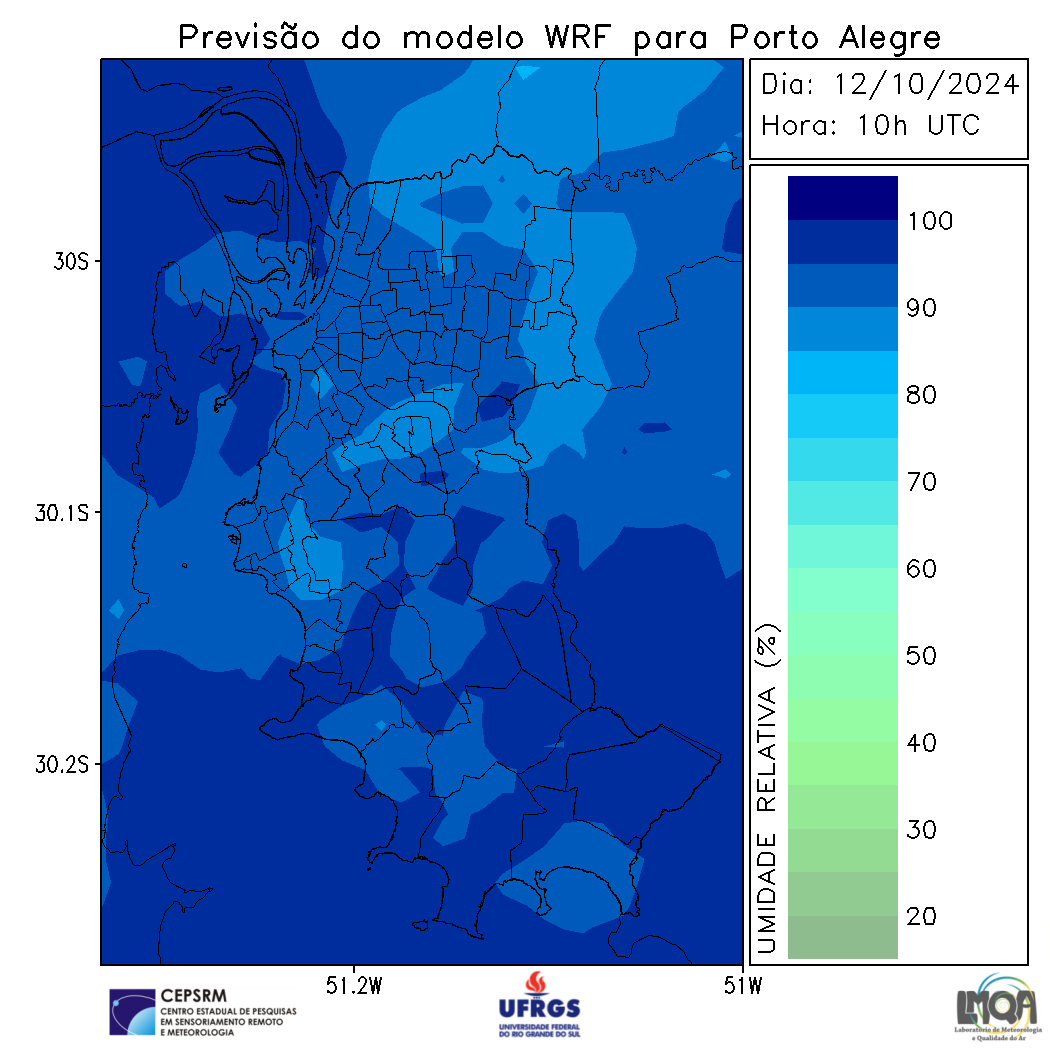 Previsão do modelo WRF para Porto Alegre
Dia: 12/10/2024
Hora: 10h UTC
100
90
80
70
60
50
40
30
20
UMIDADE RELATIVA (%)
30S
30.1S
30.2S
51.2W
51W
CEPSRM
CENTRO ESTADUAL DE PESQUISAS
EM SENSORIAMENTO REMOTO
E METEOROLOGIA
UFRGS
UNIVERSIDADE FEDERAL
DO RIO GRANDE DO SUL
LMQA
Laboratório de Meteorologia
e Qualidade do Ar